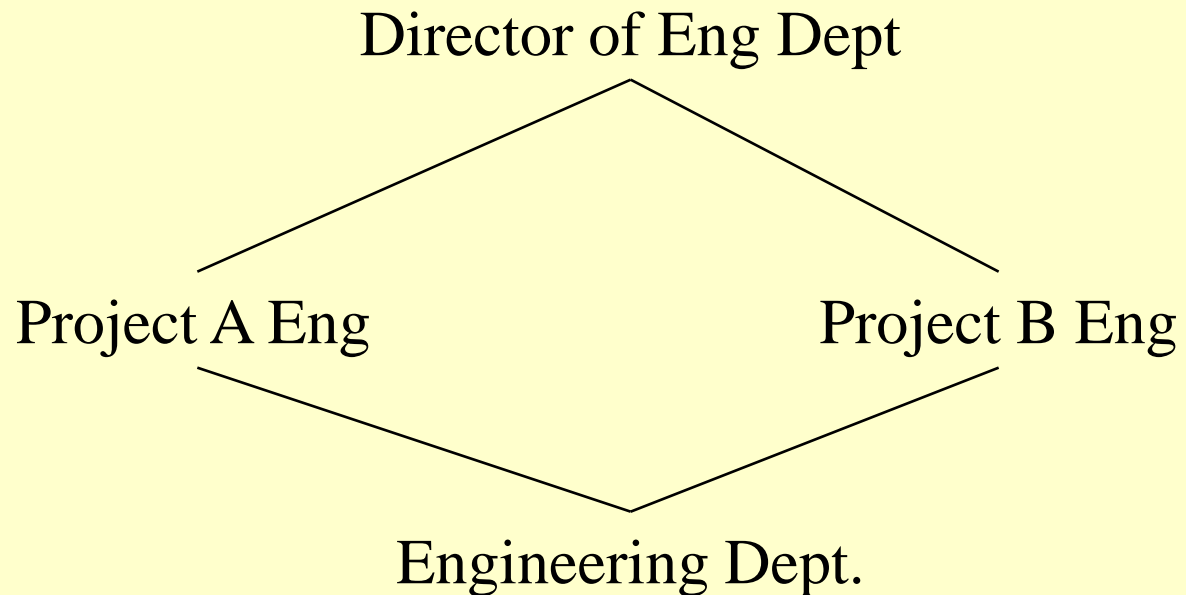 Director of Eng Dept
Project A Eng
Project B Eng
Engineering Dept.